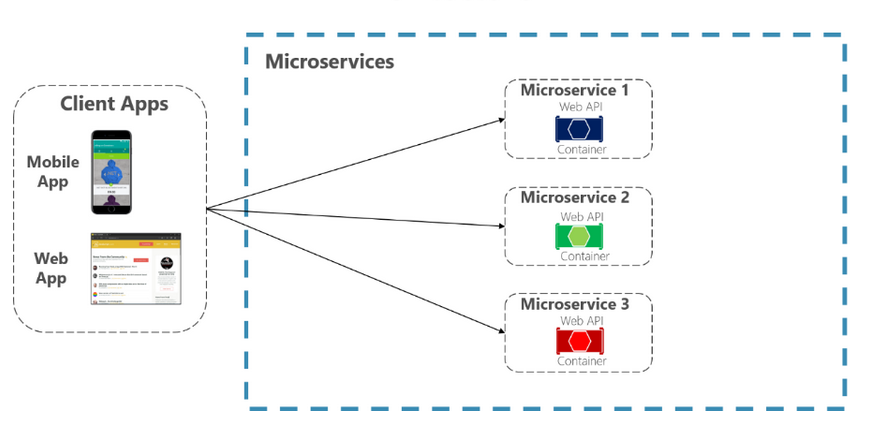 Microservices
Client Apps
Mobile
App
Web
App
Microservice 1
Web API
Container
Microservice 2
Web API
Container
Microservice 3
Web API
Container